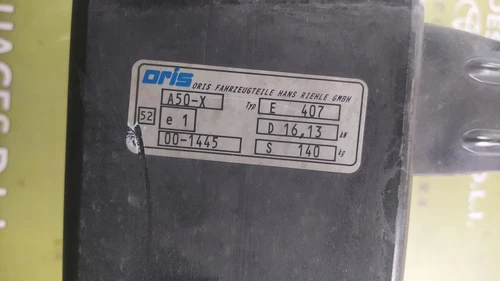 oris
ORIS FAHRZEUGTEILE HANS RIEHLE GMBH
A50-X Typ E 407
52 e 1 D 16,13 kN
00-1445 S 140 kg